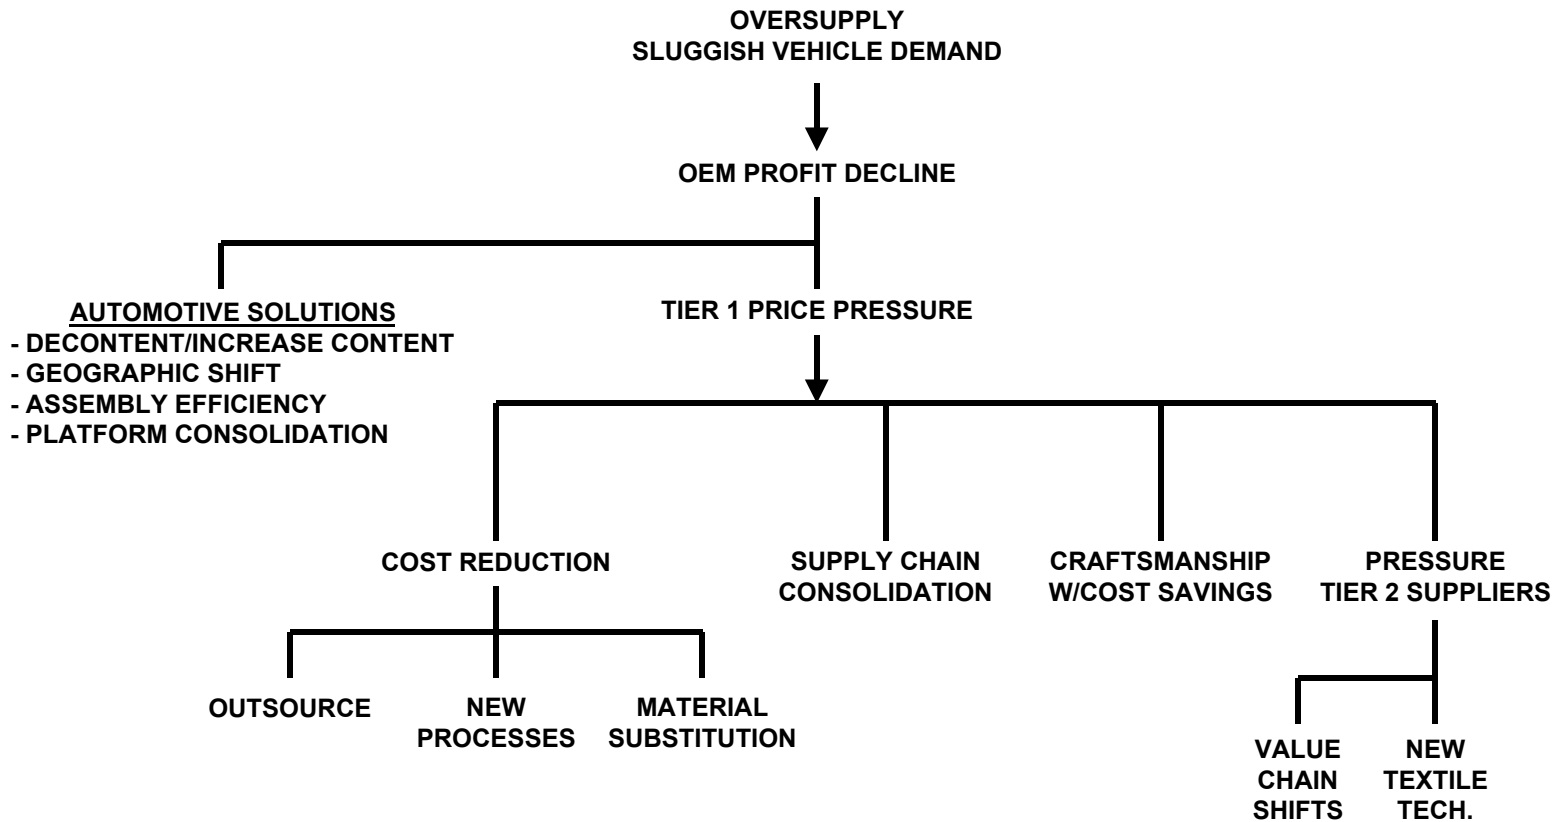 OVERSUPPLY
SLUGGISH VEHICLE DEMAND
OEM PROFIT DECLINE
AUTOMOTIVE SOLUTIONS
- DECONTENT/INCREASE CONTENT
- GEOGRAPHIC SHIFT
- ASSEMBLY EFFICIENCY
- PLATFORM CONSOLIDATION
TIER 1 PRICE PRESSURE
COST REDUCTION
SUPPLY CHAIN
CONSOLIDATION
CRAFTSMANSHIP
W/COST SAVINGS
PRESSURE
TIER 2 SUPPLIERS
OUTSOURCE
NEW
PROCESSES
MATERIAL
SUBSTITUTION
VALUE
CHAIN
SHIFTS
NEW
TEXTILE
TECH.